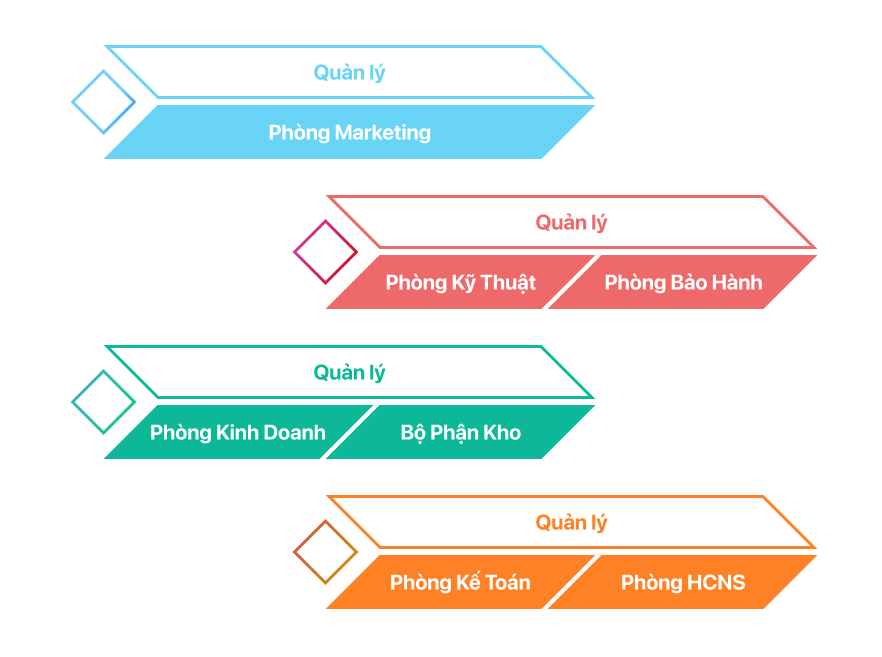 Quản lý
Phòng Marketing
Quản lý
Phòng Kỹ Thuật
Phòng Bảo Hành
Quản lý
Phòng Kinh Doanh
Bộ Phận Kho
Quản lý
Phòng Kế Toán
Phòng HCNS